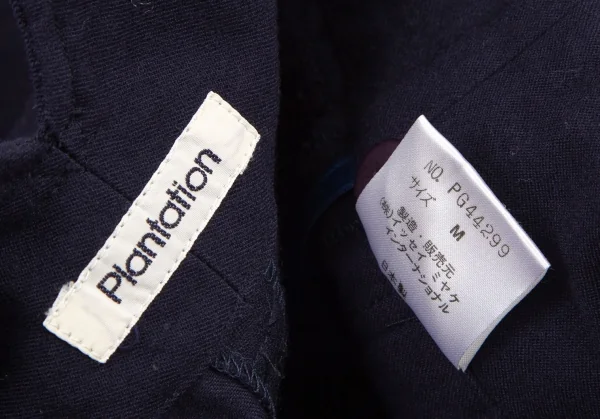 Plantation
NO. PG44299
サイズ M
製造・販売元
(株)イッセイ ミヤケ
インターナショナル
日本製